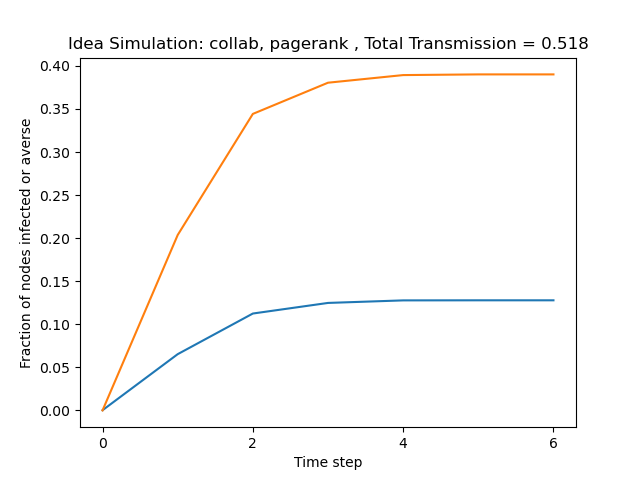 Idea Simulation: collab, pagerank , Total Transmission = 0.518
0.40
0.35
0.30
0.25
0.20
0.15
0.10
0.05
0.00
Fraction of nodes infected or averse
0 2 4 6
Time step